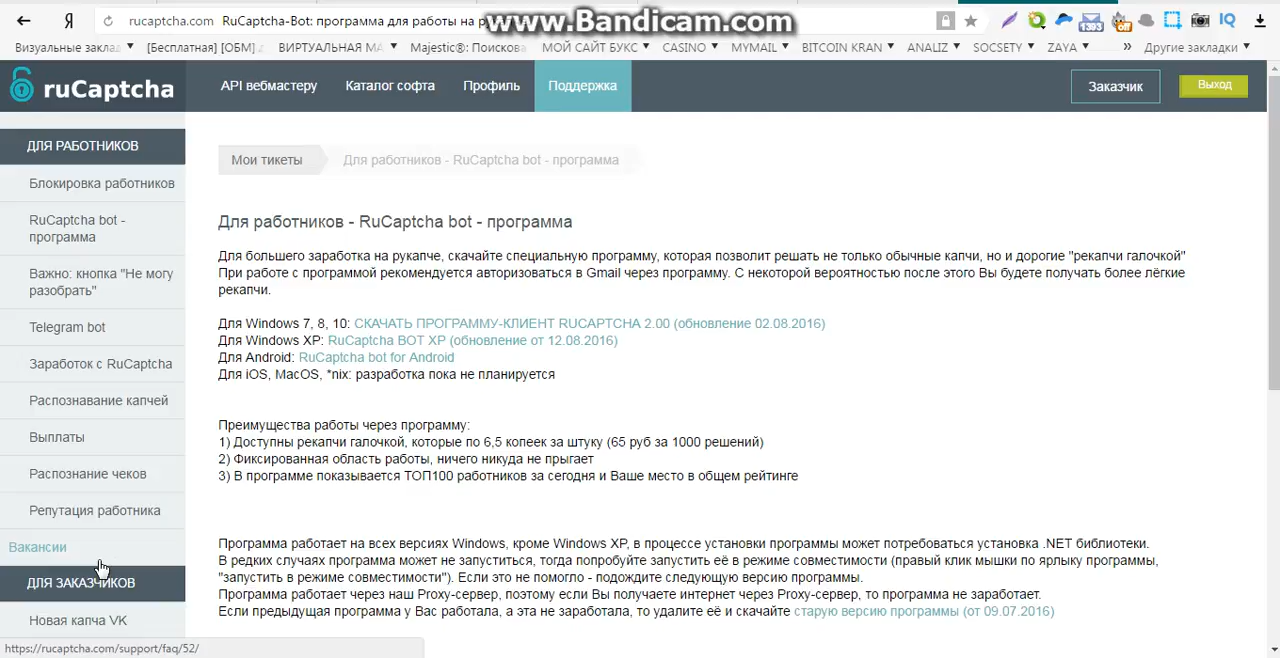 Я rucaptcha.com RuCaptcha-Bot: программа для работы на р
www.Bandicam.com
1393 off IQ
Визуальные заклад [Бесплатная] [ОБМ] ВИРТУАЛЬНАЯ МА Majestic®: Поискова МОЙ САЙТ БУКС CASINO MYMAIL BITCOIN KRAN ANALIZ SOCSETY ZAYA » Другие закладки
ruCaptcha API вебмастеру Каталог софта Профиль Поддержка Заказчик Выход
ДЛЯ РАБОТНИКОВ
Блокировка работников
RuCaptcha bot -
программа
Важно: кнопка "Не могу
разобрать"
Telegram bot
Заработок с RuCaptcha
Распознавание капчей
Выплаты
Распознание чеков
Репутация работника
Вакансии
ДЛЯ ЗАКАЗЧИКОВ
Новая капча VK
https://rucaptcha.com/support/faq/52/
Мои тикеты Для работников - RuCaptcha bot - программа
Для работников - RuCaptcha bot - программа
Для большего заработка на рукапче, скачайте специальную программу, которая позволит решать не только обычные капчи, но и дорогие "рекапчи галочкой"
При работе с программой рекомендуется авторизоваться в Gmail через программу. С некоторой вероятностью после этого Вы будете получать более лёгкие
рекапчи.
Для Windows 7, 8, 10: СКАЧАТЬ ПРОГРАММУ-КЛИЕНТ RUCAPTCHA 2.00 (обновление 02.08.2016)
Для Windows XP: RuCaptcha BOT XP (обновление от 12.08.2016)
Для Android: RuCaptcha bot for Android
Для iOS, MacOS, *nix: разработка пока не планируется
Преимущества работы через программу:
1) Доступны рекапчи галочкой, которые по 6,5 копеек за штуку (65 руб за 1000 решений)
2) Фиксированная область работы, ничего никуда не прыгает
3) В программе показывается ТОП100 работников за сегодня и Ваше место в общем рейтинге
Программа работает на всех версиях Windows, кроме Windows XP, в процессе установки программы может потребоваться установка .NET библиотеки.
В редких случаях программа может не запуститься, тогда попробуйте запустить её в режиме совместимости (правый клик мышки по ярлыку программы,
"запустить в режиме совместимости"). Если это не помогло - подождите следующую версию программы.
Программа работает через наш Proxy-сервер, поэтому если Вы получаете интернет через Proxy-сервер, то программа не заработает.
Если предыдущая программа у Вас работала, а эта не заработала, то удалите её и скачайте старую версию программы (от 09.07.2016)